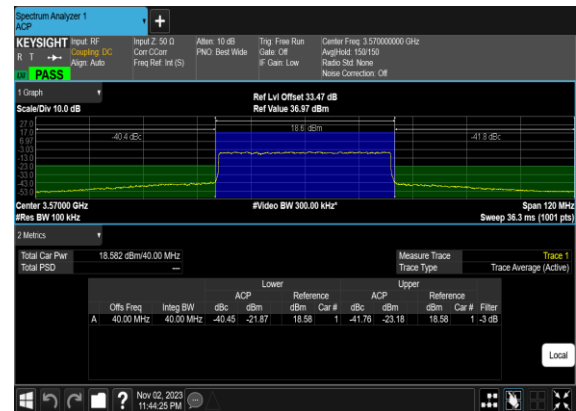 Spectrum Analyzer 1
ACP
KEYSIGHT Input: RF Input Z: 50 Ω Atten: 10 dB Trig: Free Run Center Freq: 3.570000000 GHz
R T Coupling: DC Corr CCorr PNO: Best Wide Gate: Off Avg|Hold: 150/150
Align: Auto Freq Ref: Int (S) IF Gain: Low Radio Std: None
LXI PASS Noise Correction: Off
1 Graph Ref Lvl Offset 33.47 dB
Scale/Div 10.0 dB Ref Value 36.97 dBm
27.0
17.0 -40.4 dBc 18.6 dBm -41.8 dBc
6.97
-3.03
-13.0
-23.0
-33.0
-43.0
-53.0
Center 3.57000 GHz #Video BW 300.00 kHz* Span 120 MHz
#Res BW 100 kHz Sweep 36.3 ms (1001 pts)
2 Metrics
Total Car Pwr 18.582 dBm/40.00 MHz Measure Trace Trace 1
Total PSD --- Trace Type Trace Average (Active)
Lower Upper
ACP Reference ACP Reference
Offs Freq Integ BW dBc dBm dBm Car # dBc dBm dBm Car # Filter
A 40.00 MHz 40.00 MHz -40.45 -21.87 18.58 1 -41.76 -23.18 18.58 1 -3 dB
Local
? Nov 02, 2023
11:44:25 PM